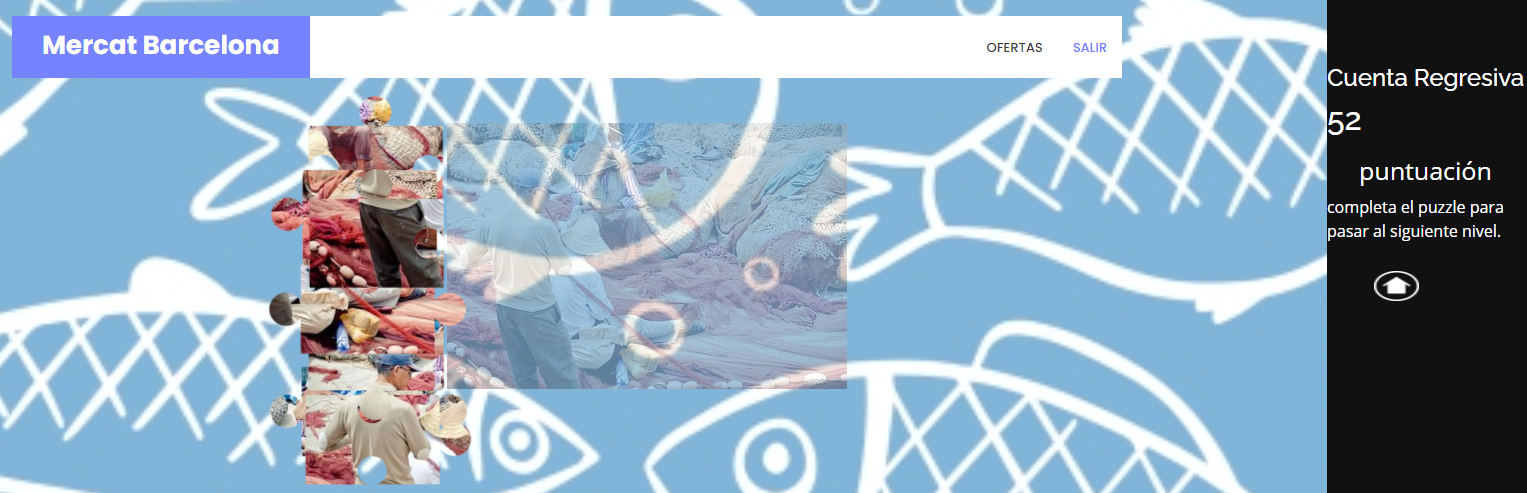 Mercat Barcelona
OFERTAS SALIR
Cuenta Regresiva
52
puntuación
completa el puzzle para
pasar al siguiente nivel.